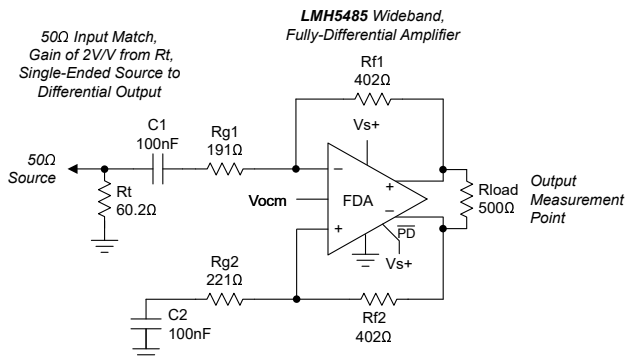 LMH5485 Wideband,
Fully-Differential Amplifier
50Ω Input Match,
Gain of 2V/V from Rt,
Single-Ended Source to
Differential Output
Rf1
402Ω
C1
100nF
Rg1
191Ω
Vs+
50Ω
Source
Rt
60.2Ω
Vocm
−
+
FDA
+
−
PD
Vs+
Rload
500Ω
Output
Measurement
Point
Rg2
221Ω
C2
100nF
Rf2
402Ω